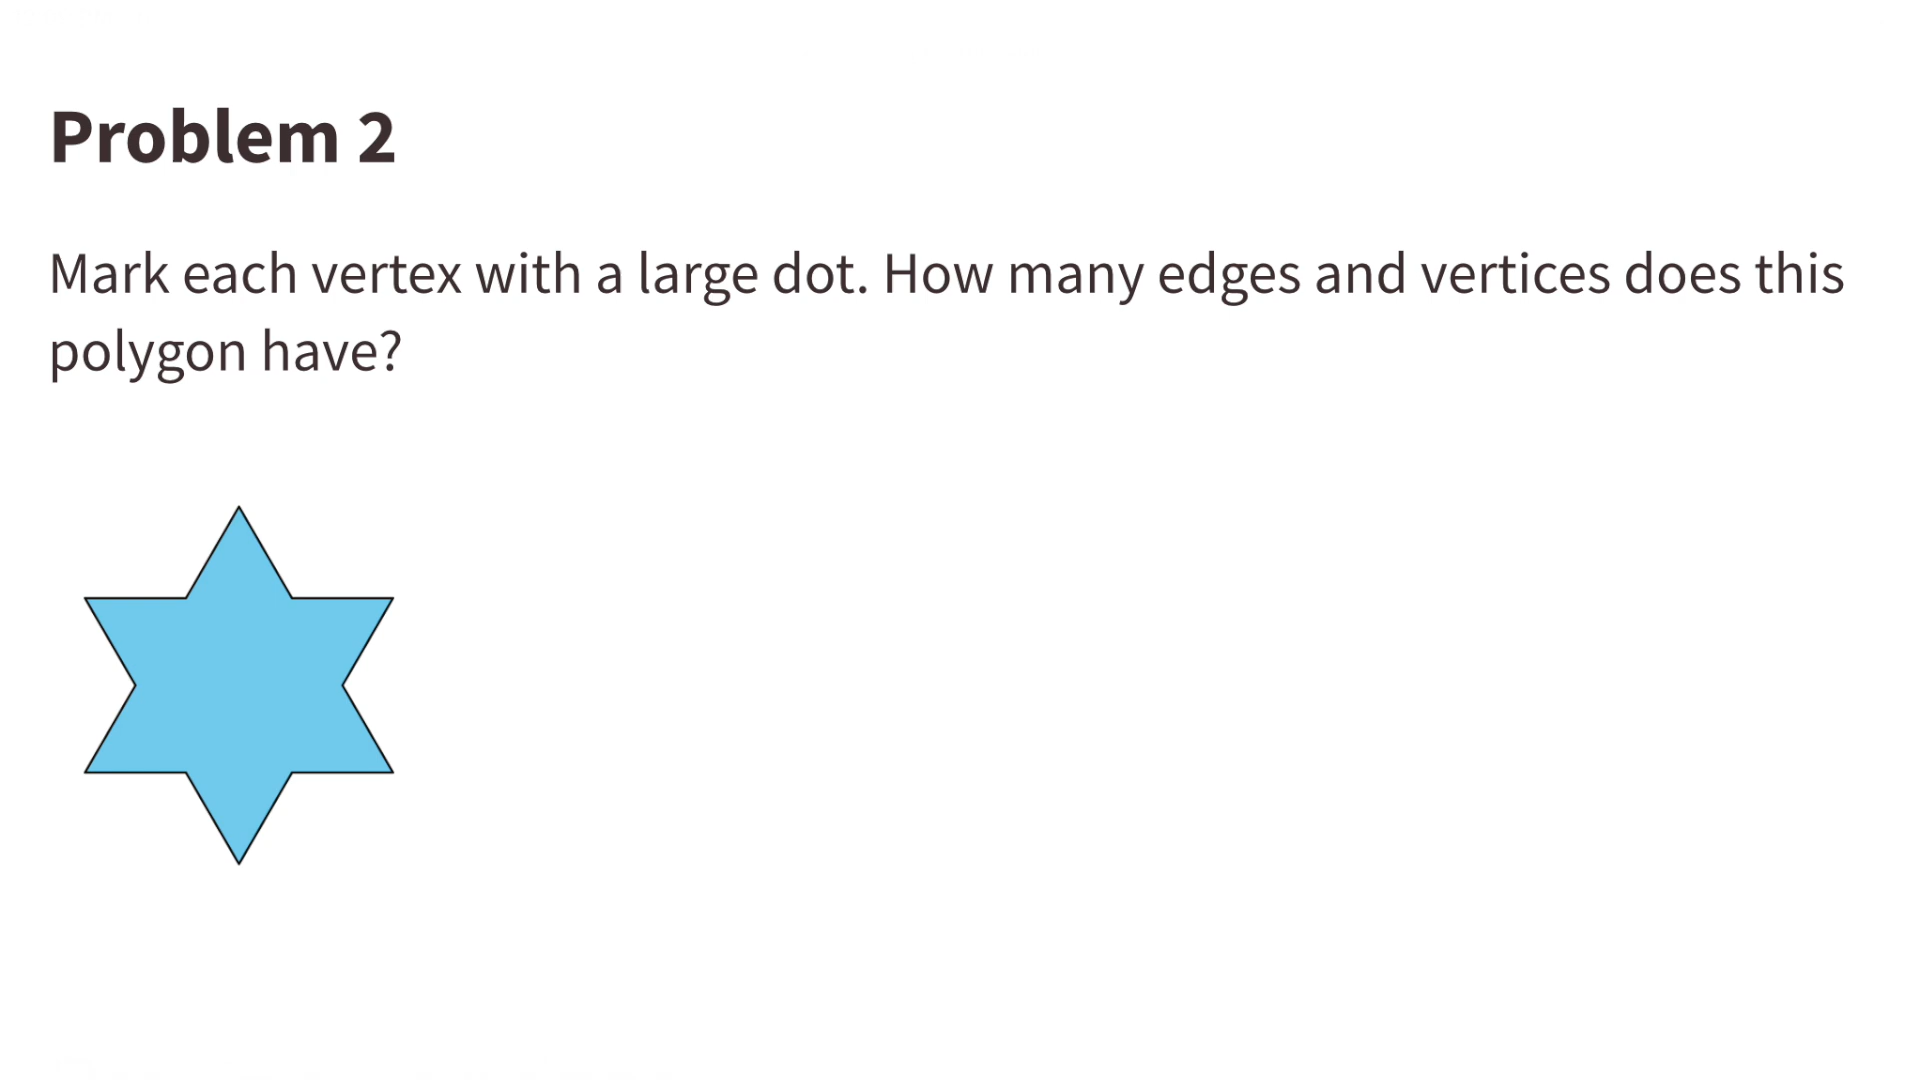 Problem 2
Mark each vertex with a large dot. How many edges and vertices does this
polygon have?